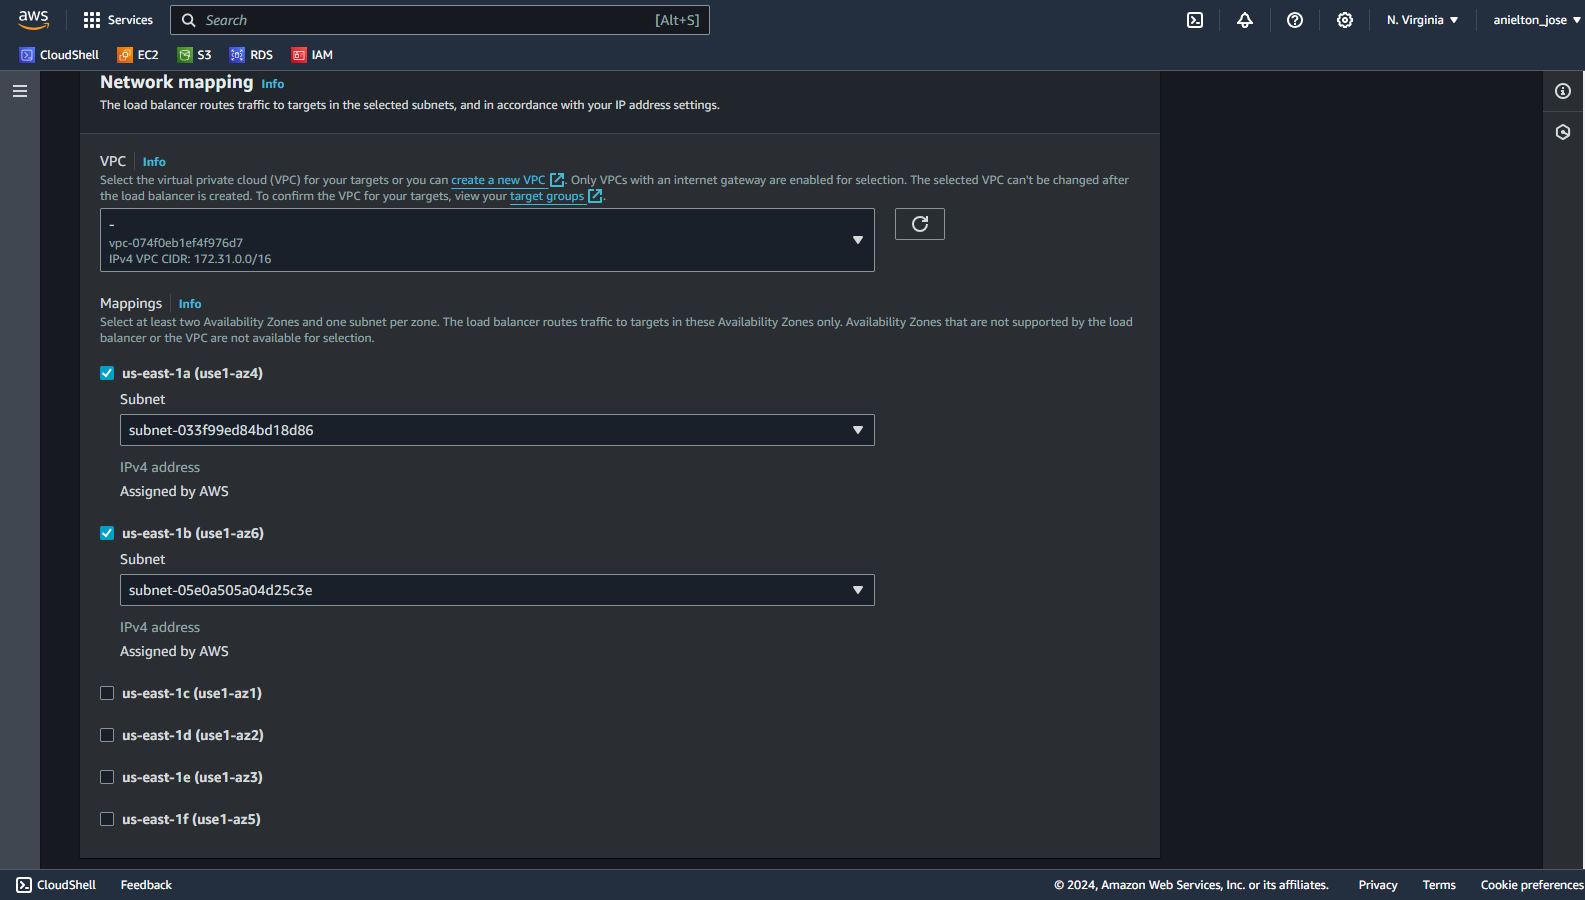 aws
Services
Search [Alt+S]
N. Virginia
anielton_jose
CloudShell EC2 S3 RDS IAM
Network mapping Info
The load balancer routes traffic to targets in the selected subnets, and in accordance with your IP address settings.
VPC Info
Select the virtual private cloud (VPC) for your targets or you can create a new VPC. Only VPCs with an internet gateway are enabled for selection. The selected VPC can't be changed after
the load balancer is created. To confirm the VPC for your targets, view your target groups.
-
vpc-074f0eb1ef4f976d7
IPv4 VPC CIDR: 172.31.0.0/16
Mappings Info
Select at least two Availability Zones and one subnet per zone. The load balancer routes traffic to targets in these Availability Zones only. Availability Zones that are not supported by the load
balancer or the VPC are not available for selection.
us-east-1a (use1-az4)
Subnet
subnet-033f99ed84bd18d86
IPv4 address
Assigned by AWS
us-east-1b (use1-az6)
Subnet
subnet-05e0a505a04d25c3e
IPv4 address
Assigned by AWS
us-east-1c (use1-az1)
us-east-1d (use1-az2)
us-east-1e (use1-az3)
us-east-1f (use1-az5)
CloudShell Feedback © 2024, Amazon Web Services, Inc. or its affiliates. Privacy Terms Cookie preferences